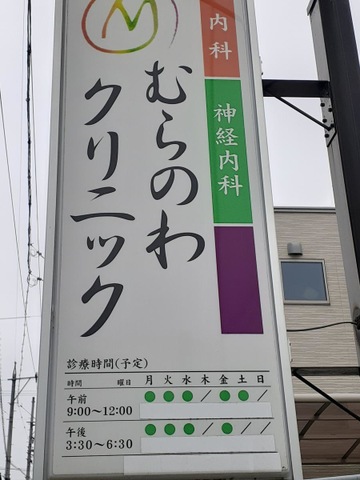 M
むらのわ
クリニック
内科
神経内科
診療時間(予定)
時間 曜日 月 火 水 木 金 土 日
午前 9:00〜12:00 ● ● ● ／ ● ● ／
午後 3:30〜6:30 ● ● ● ／ ● ／